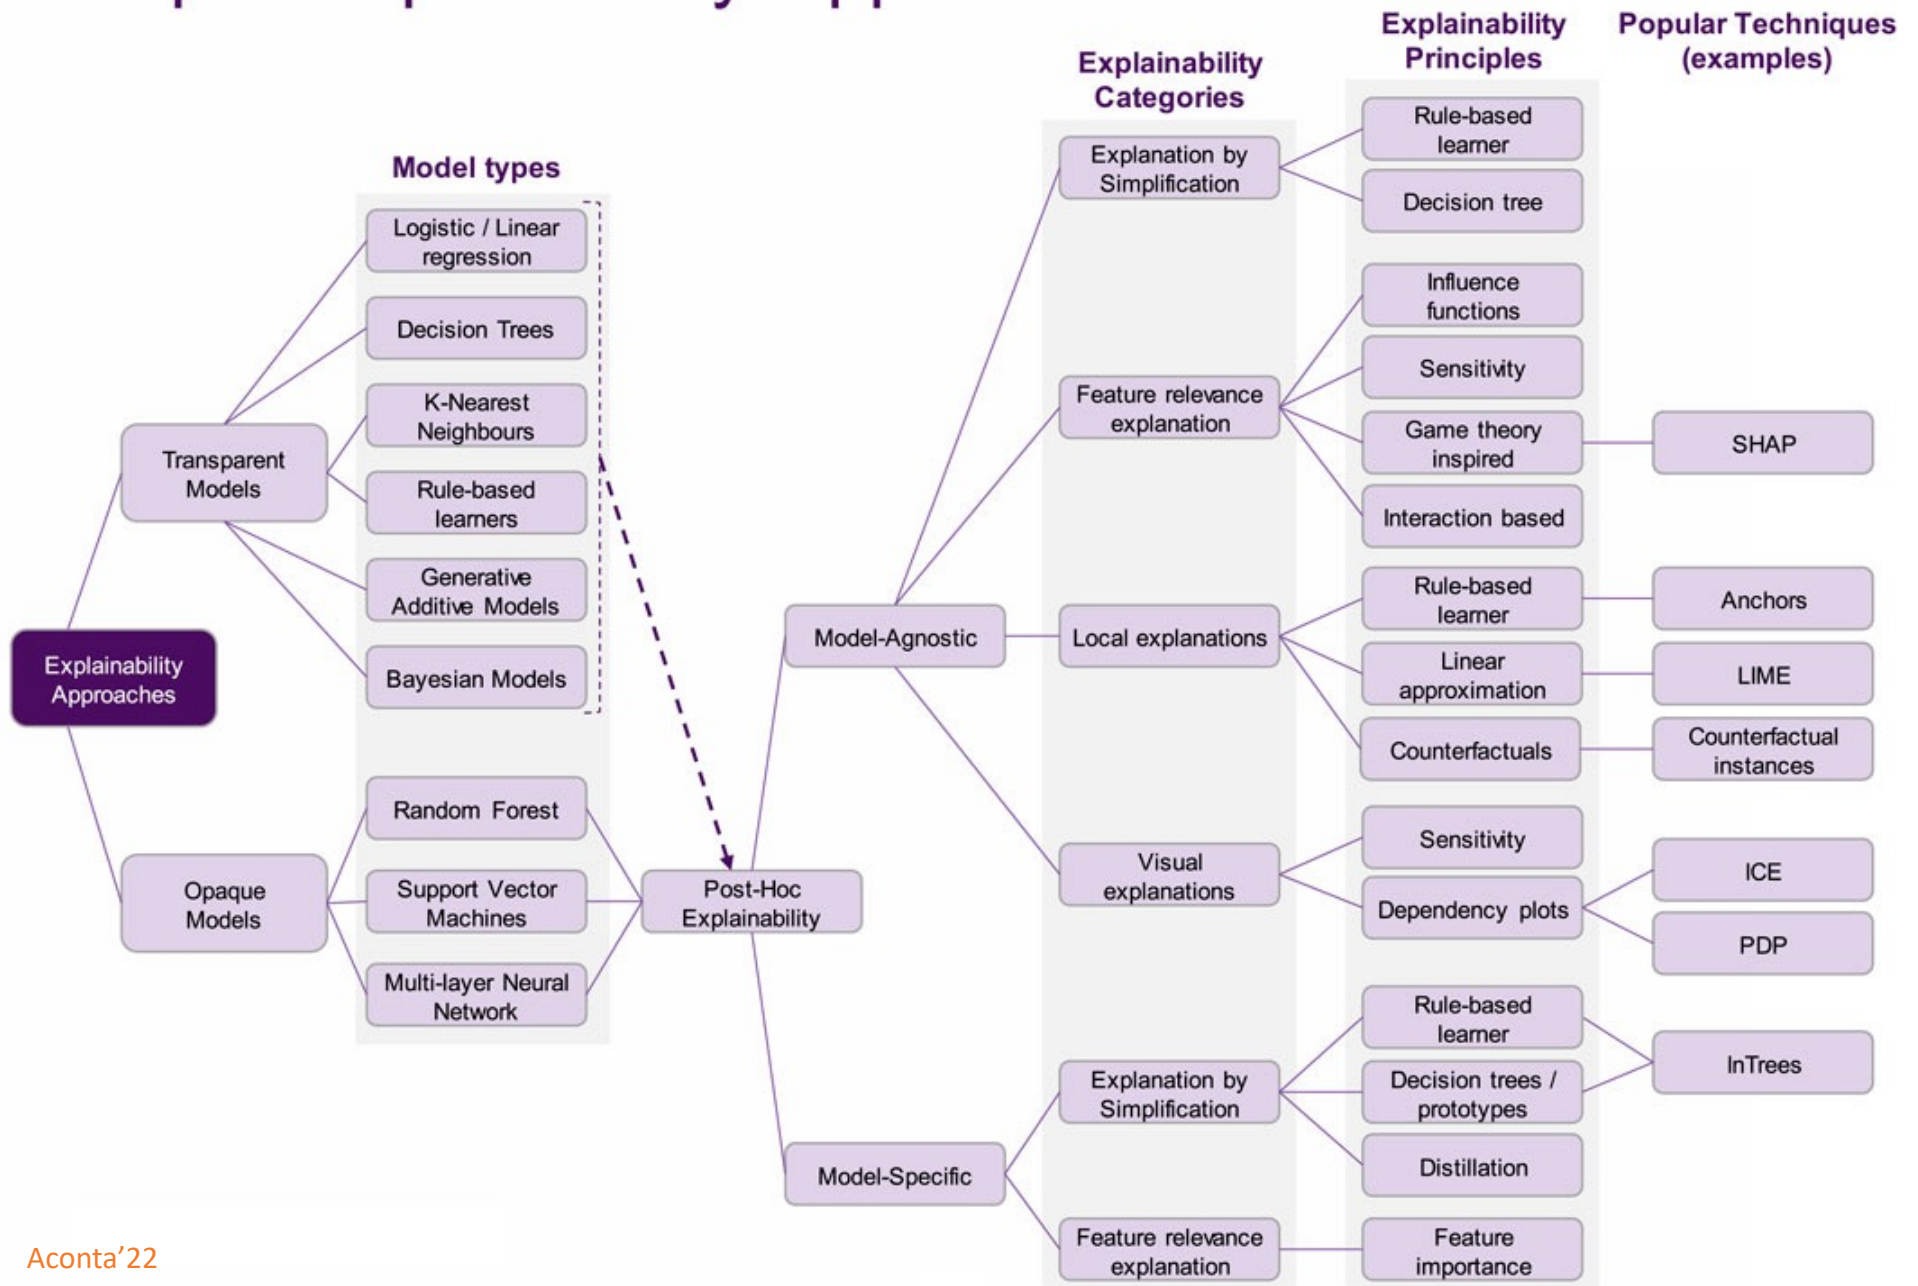 Explainability
Principles
Popular Techniques
(examples)
Explainability
Categories
Model types
Logistic / Linear
regression
Decision Trees
K-Nearest
Neighbours
Rule-based
learners
Generative
Additive Models
Bayesian Models
Transparent
Models
Explainability
Approaches
Opaque
Models
Random Forest
Support Vector
Machines
Multi-layer Neural
Network
Post-Hoc
Explainability
Model-Agnostic
Model-Specific
Explanation by
Simplification
Rule-based
learner
Decision tree
Feature relevance
explanation
Influence
functions
Sensitivity
Game theory
inspired
SHAP
Interaction based
Local explanations
Rule-based
learner
Anchors
Linear
approximation
LIME
Counterfactuals
Counterfactual
instances
Visual
explanations
Sensitivity
Dependency plots
ICE
PDP
Explanation by
Simplification
Rule-based
learner
Decision trees /
prototypes
InTrees
Distillation
Feature relevance
explanation
Feature
importance
Aconta’22